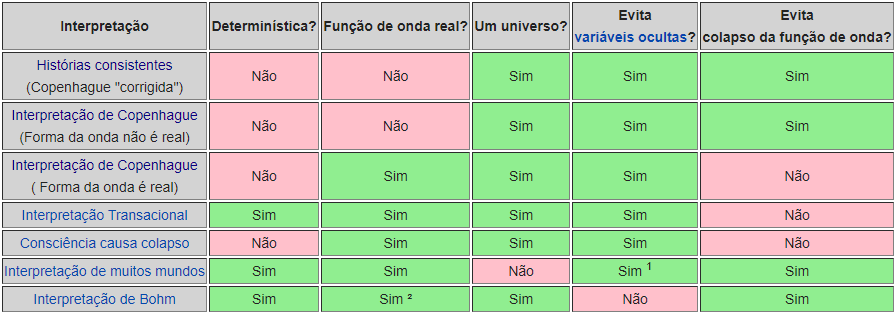 Interpretação Determinística? Função de onda real? Um universo? Evita variáveis ocultas? Evita colapso da função de onda?
Histórias consistentes (Copenhague "corrigida") Não Não Sim Sim Sim
Interpretação de Copenhague (Forma da onda não é real) Não Não Sim Sim Sim
Interpretação de Copenhague ( Forma da onda é real) Não Sim Sim Sim Não
Interpretação Transacional Sim Sim Sim Sim Não
Consciência causa colapso Não Sim Sim Sim Não
Interpretação de muitos mundos Sim Sim Não Sim ¹ Sim
Interpretação de Bohm Sim Sim ² Sim Não Sim